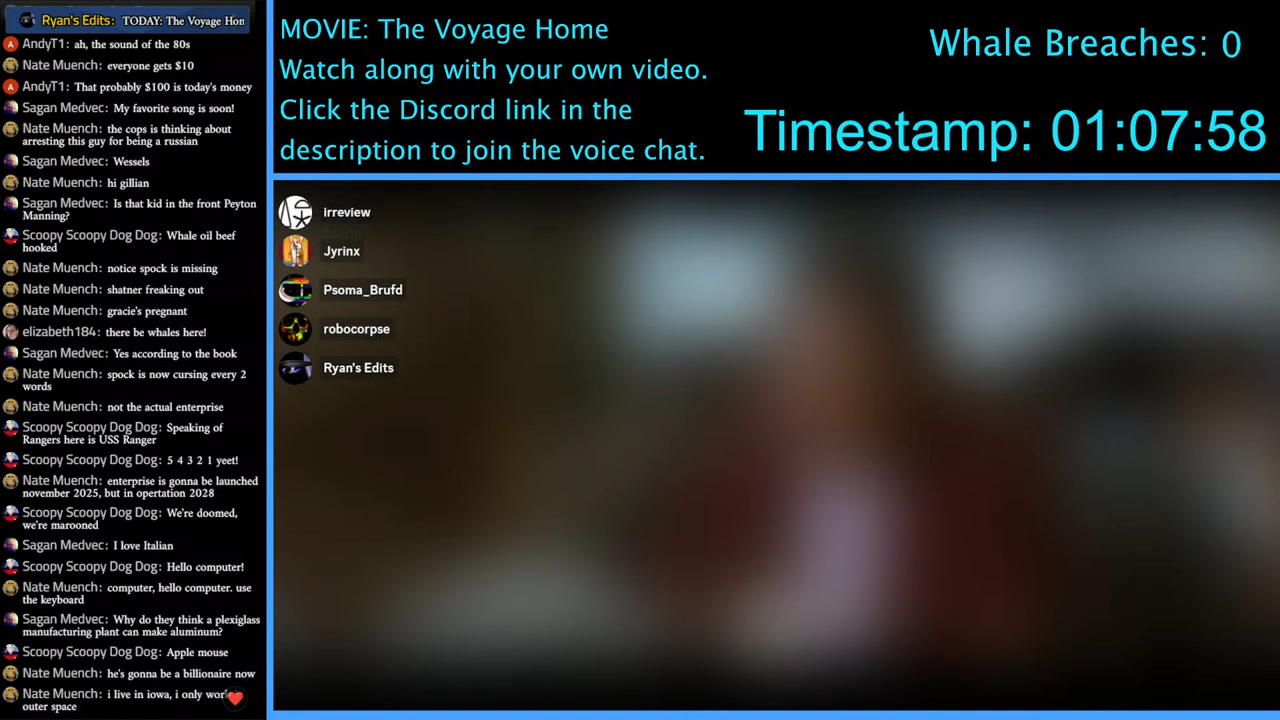 Ryan's Edits: TODAY: The Voyage Hon
AndyT1: ah, the sound of the 80s
Nate Muench: everyone gets $10
AndyT1: That probably $100 is today's money
Sagan Medvec: My favorite song is soon!
Nate Muench: the cops is thinking about
arresting this guy for being a russian
Sagan Medvec: Wessels
Nate Muench: hi gillian
Sagan Medvec: Is that kid in the front Peyton
Manning?
Scoopy Scoopy Dog Dog: Whale oil beef
hooked
Nate Muench: notice spock is missing
Nate Muench: shatner freaking out
Nate Muench: gracie's pregnant
elizabeth184: there be whales here!
Sagan Medvec: Yes according to the book
Nate Muench: spock is now cursing every 2
words
Nate Muench: not the actual enterprise
Scoopy Scoopy Dog Dog: Speaking of
Rangers here is USS Ranger
Scoopy Scoopy Dog Dog: 5 4 3 2 1 yeet!
Nate Muench: enterprise is gonna be launched
november 2025, but in opertation 2028
Scoopy Scoopy Dog Dog: We're doomed,
we're marooned
Sagan Medvec: I love Italian
Scoopy Scoopy Dog Dog: Hello computer!
Nate Muench: computer, hello computer. use
the keyboard
Sagan Medvec: Why do they think a plexiglass
manufacturing plant can make aluminum?
Scoopy Scoopy Dog Dog: Apple mouse
Nate Muench: he's gonna be a billionaire now
Nate Muench: i live in iowa, i only
outer space
MOVIE: The Voyage Home
Watch along with your own video.
Click the Discord link in the
description to join the voice chat.
Whale Breaches: 0
Timestamp: 01:07:58
irreview
Jyrinx
Psoma_Brufd
robocorpse
Ryan's Edits